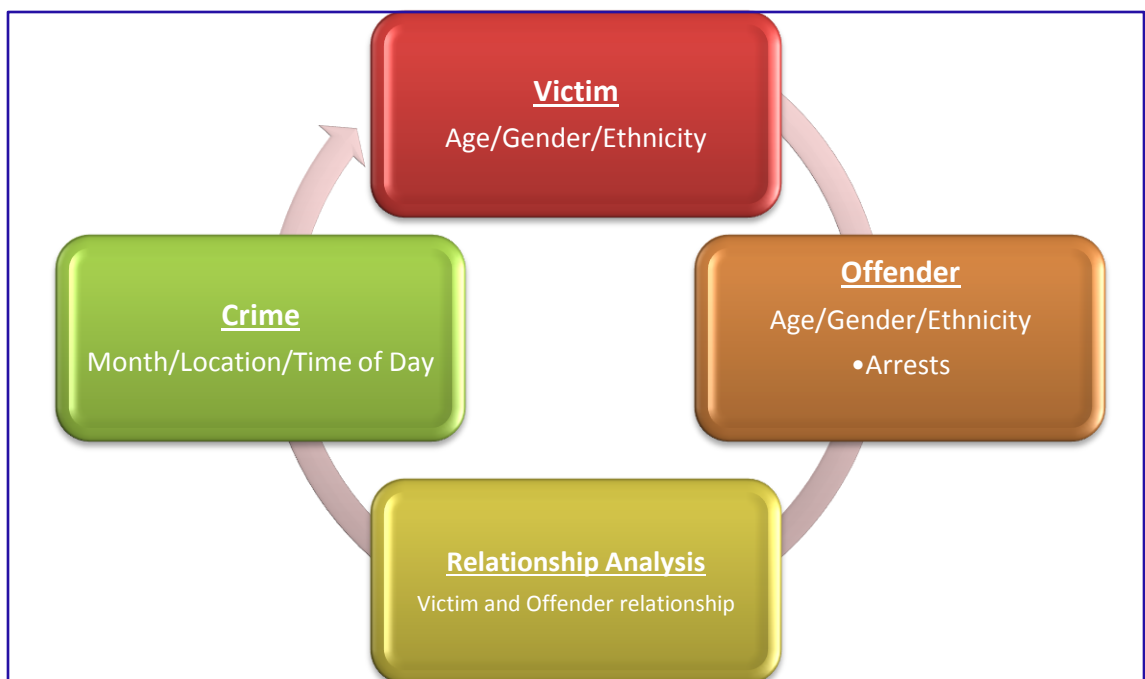 Victim
Age/Gender/Ethnicity
Offender
Age/Gender/Ethnicity
•Arrests
Crime
Month/Location/Time of Day
Relationship Analysis
Victim and Offender relationship